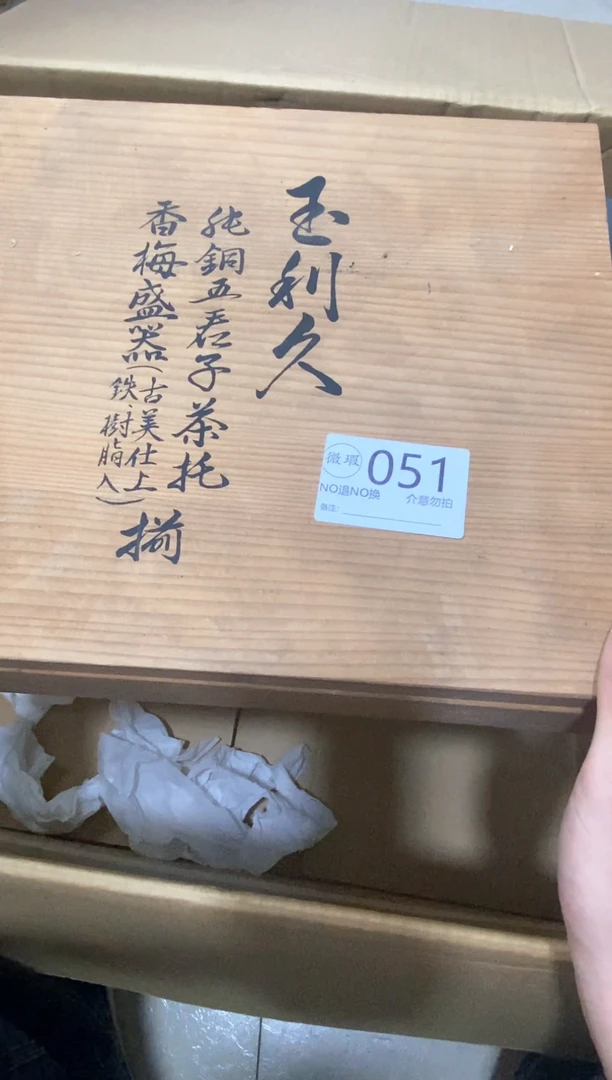 玉利久
純銅五君子茶托
香梅盛器(古美仕上
鉄、樹脂入)
揃
微瑕
051
NO退NO换
介意勿拍
备注: